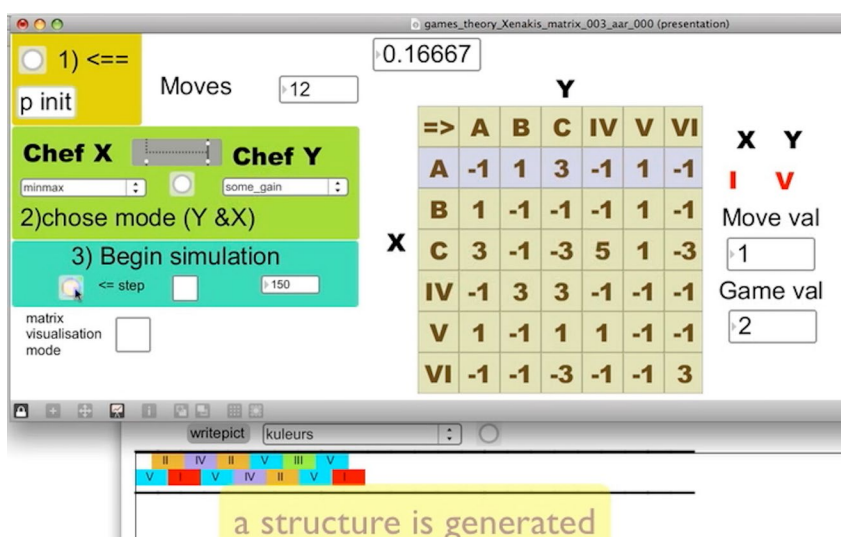 games_theory_Xenakis_matrix_003_aar_000 (presentation)
1) <==
p init
Moves
12
0.16667
Y
=> A B C IV V VI
A -1 1 3 -1 1 -1
B 1 -1 -1 -1 1 -1
C 3 -1 -3 5 1 -3
IV -1 3 3 -1 -1 -1
V 1 -1 1 1 -1 -1
VI -1 -1 -3 -1 -1 3
X
X Y
I V
Move val
1
Game val
2
Chef X
Chef Y
minmax
some_gain
2)chose mode (Y &X)
3) Begin simulation
<= step
150
matrix
visualisation
mode
writepict
kuleurs
II IV II V III V
V I V IV II V I
a structure is generated